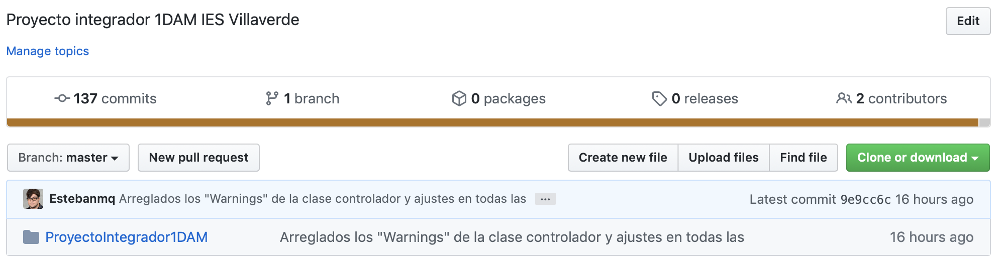 Proyecto integrador 1DAM IES Villaverde
Edit
Manage topics
137 commits
1 branch
0 packages
0 releases
2 contributors
Branch: master
New pull request
Create new file
Upload files
Find file
Clone or download
Estebanmq Arreglados los "Warnings" de la clase controlador y ajustes en todas las ...
Latest commit 9e9cc6c 16 hours ago
ProyectoIntegrador1DAM
Arreglados los "Warnings" de la clase controlador y ajustes en todas las
16 hours ago